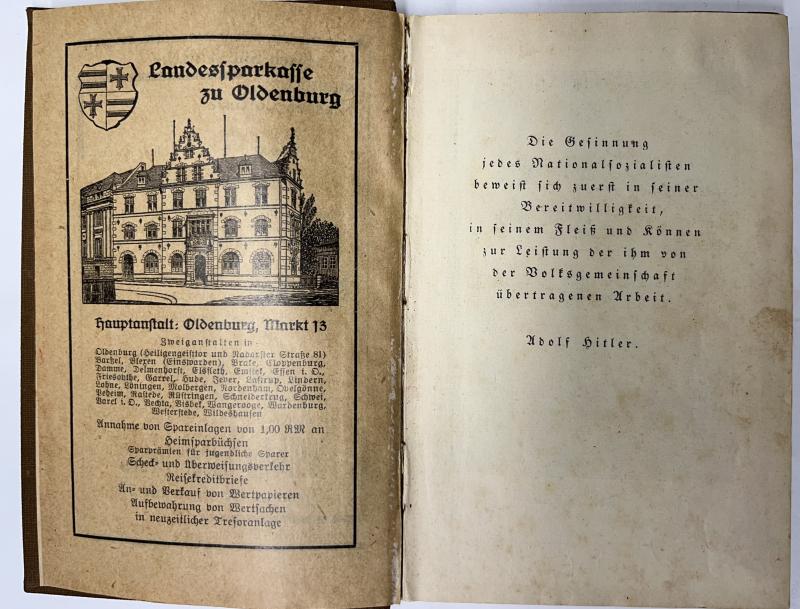 Landessparkasse
zu Oldenburg
Hauptanstalt: Oldenburg, Markt 13
Zweiganstalten in
Oldenburg (Heiligengeisttor und Nadorster Straße 81)
Barßel, Blexen (Einswarden), Brake, Cloppenburg,
Damme, Delmenhorst, Elsfleth, Emstek, Essen i. O.,
Friesoythe, Garrel, Hude, Jever, Lastrup, Lindern,
Lohne, Löningen, Molbergen, Nordenham, Ovelgönne,
Peheim, Rastede, Rüstringen, Schneiderkrug, Schwei,
Varel i. O., Vechta, Visbek, Wangerooge, Wardenburg,
Westerstede, Wildeshausen
Annahme von Spareinlagen von 1,00 RM an
Heimsparbüchsen
Sparprämien für jugendliche Sparer
Scheck- und Überweisungsverkehr
Reisekreditbriefe
An- und Verkauf von Wertpapieren
Aufbewahrung von Wertsachen
in neuzeitlicher Tresoranlage
Die Gesinnung
jedes Nationalsozialisten
beweist sich zuerst in seiner
Bereitwilligkeit,
in seinem Fleiß und Können
zur Leistung der ihm von
der Volksgemeinschaft
übertragenen Arbeit.
Adolf Hitler.